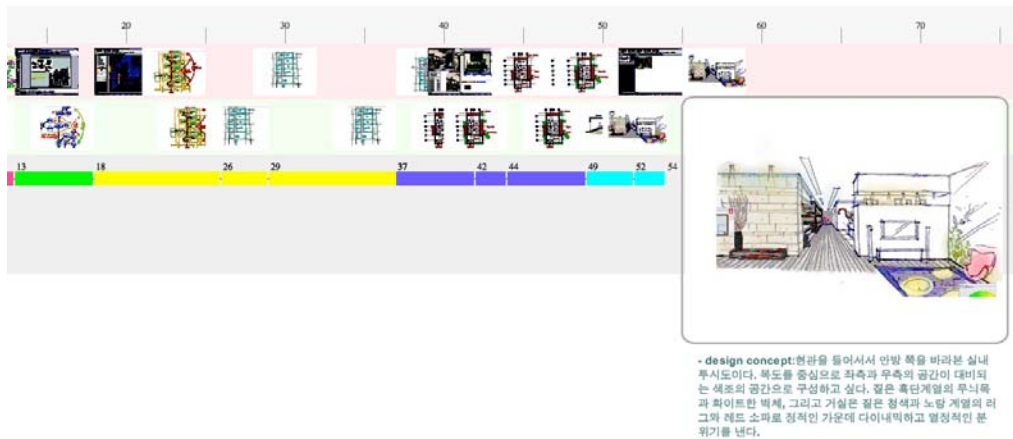 20 30 40 50 60 70
13 18 26 29 37 42 44 49 52 54
- design concept:현관을 들어서서 안방 쪽을 바라본 실내
투시도이다. 복도를 중심으로 좌측과 우측의 공간이 대비되
는 색조의 공간으로 구성하고 싶다. 짙은 흑단계열의 무늬목
과 화이트한 벽체, 그리고 거실은 짙은 청색과 노랑 계열의 러
그와 레드 소파로 정적인 가운데 다이내믹하고 열정적인 분
위기를 낸다.